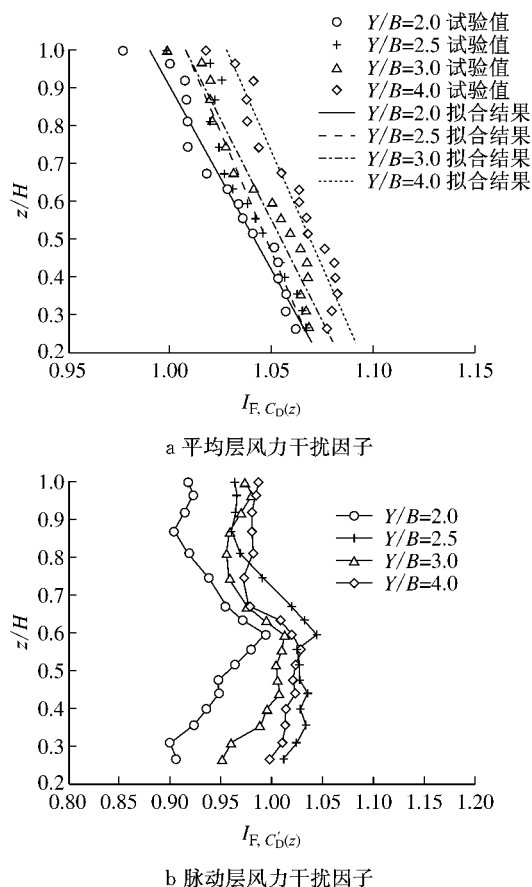 Y/B=2.0 试验值
Y/B=2.5 试验值
Y/B=3.0 试验值
Y/B=4.0 试验值
Y/B=2.0 拟合结果
Y/B=2.5 拟合结果
Y/B=3.0 拟合结果
Y/B=4.0 拟合结果
1.0
0.9
0.8
0.7
0.6
0.5
0.4
0.3
0.2
z/H
0.95 1.00 1.05 1.10 1.15
I_F, C_D(z)
a 平均层风力干扰因子
Y/B=2.0
Y/B=2.5
Y/B=3.0
Y/B=4.0
1.0
0.9
0.8
0.7
0.6
0.5
0.4
0.3
0.2
z/H
0.80 0.85 0.90 0.95 1.00 1.05 1.10 1.15 1.20
I_F, C'_D(z)
b 脉动层风力干扰因子